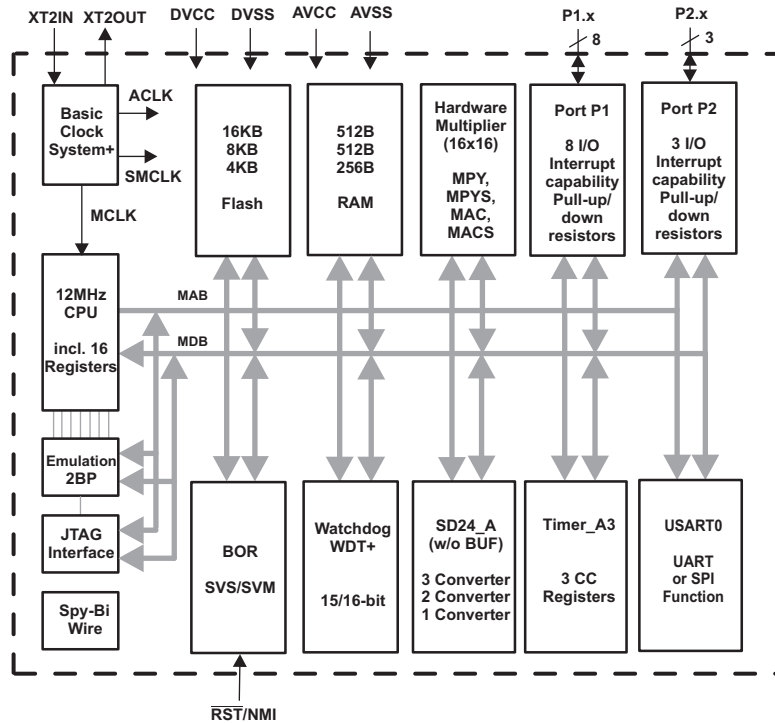 XT2IN XT2OUT DVCC DVSS AVCC AVSS P1.x P2.x
8 3
Basic
Clock
System+
ACLK
SMCLK
MCLK
16KB
8KB
4KB
Flash
512B
512B
256B
RAM
Hardware
Multiplier
(16x16)
MPY,
MPYS,
MAC,
MACS
Port P1
8 I/O
Interrupt
capability
Pull-up/
down
resistors
Port P2
3 I/O
Interrupt
capability
Pull-up/
down
resistors
12MHz
CPU
incl. 16
Registers
MAB
MDB
Emulation
2BP
JTAG
Interface
Spy-Bi
Wire
BOR
SVS/SVM
Watchdog
WDT+
15/16-bit
SD24_A
(w/o BUF)
3 Converter
2 Converter
1 Converter
Timer_A3
3 CC
Registers
USART0
UART
or SPI
Function
RST/NMI